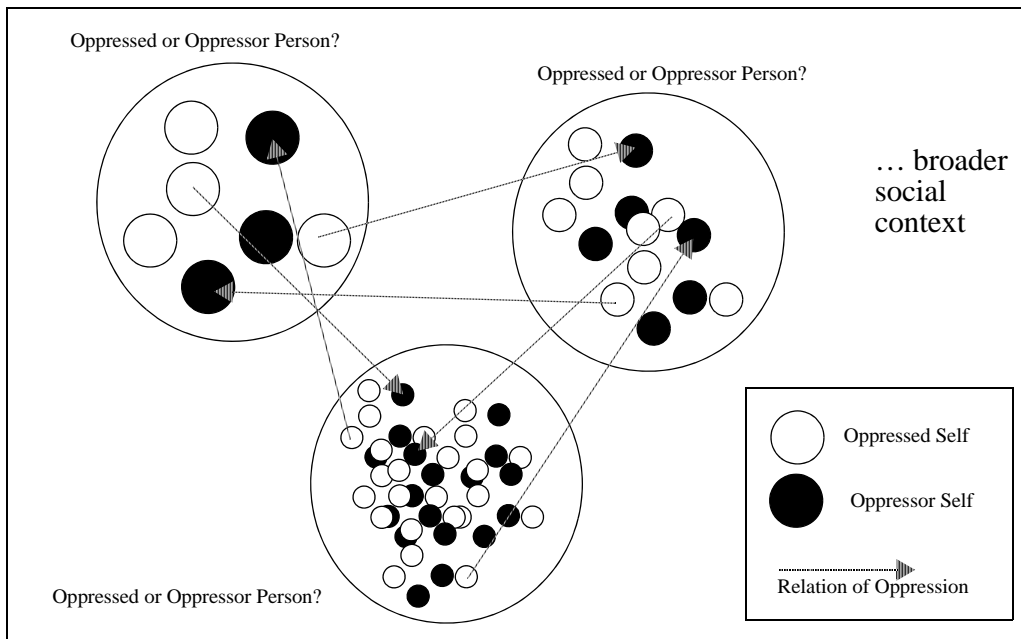 Oppressed or Oppressor Person?
Oppressed or Oppressor Person?
… broader
social
context
Oppressed Self
Oppressor Self
Relation of Oppression
Oppressed or Oppressor Person?